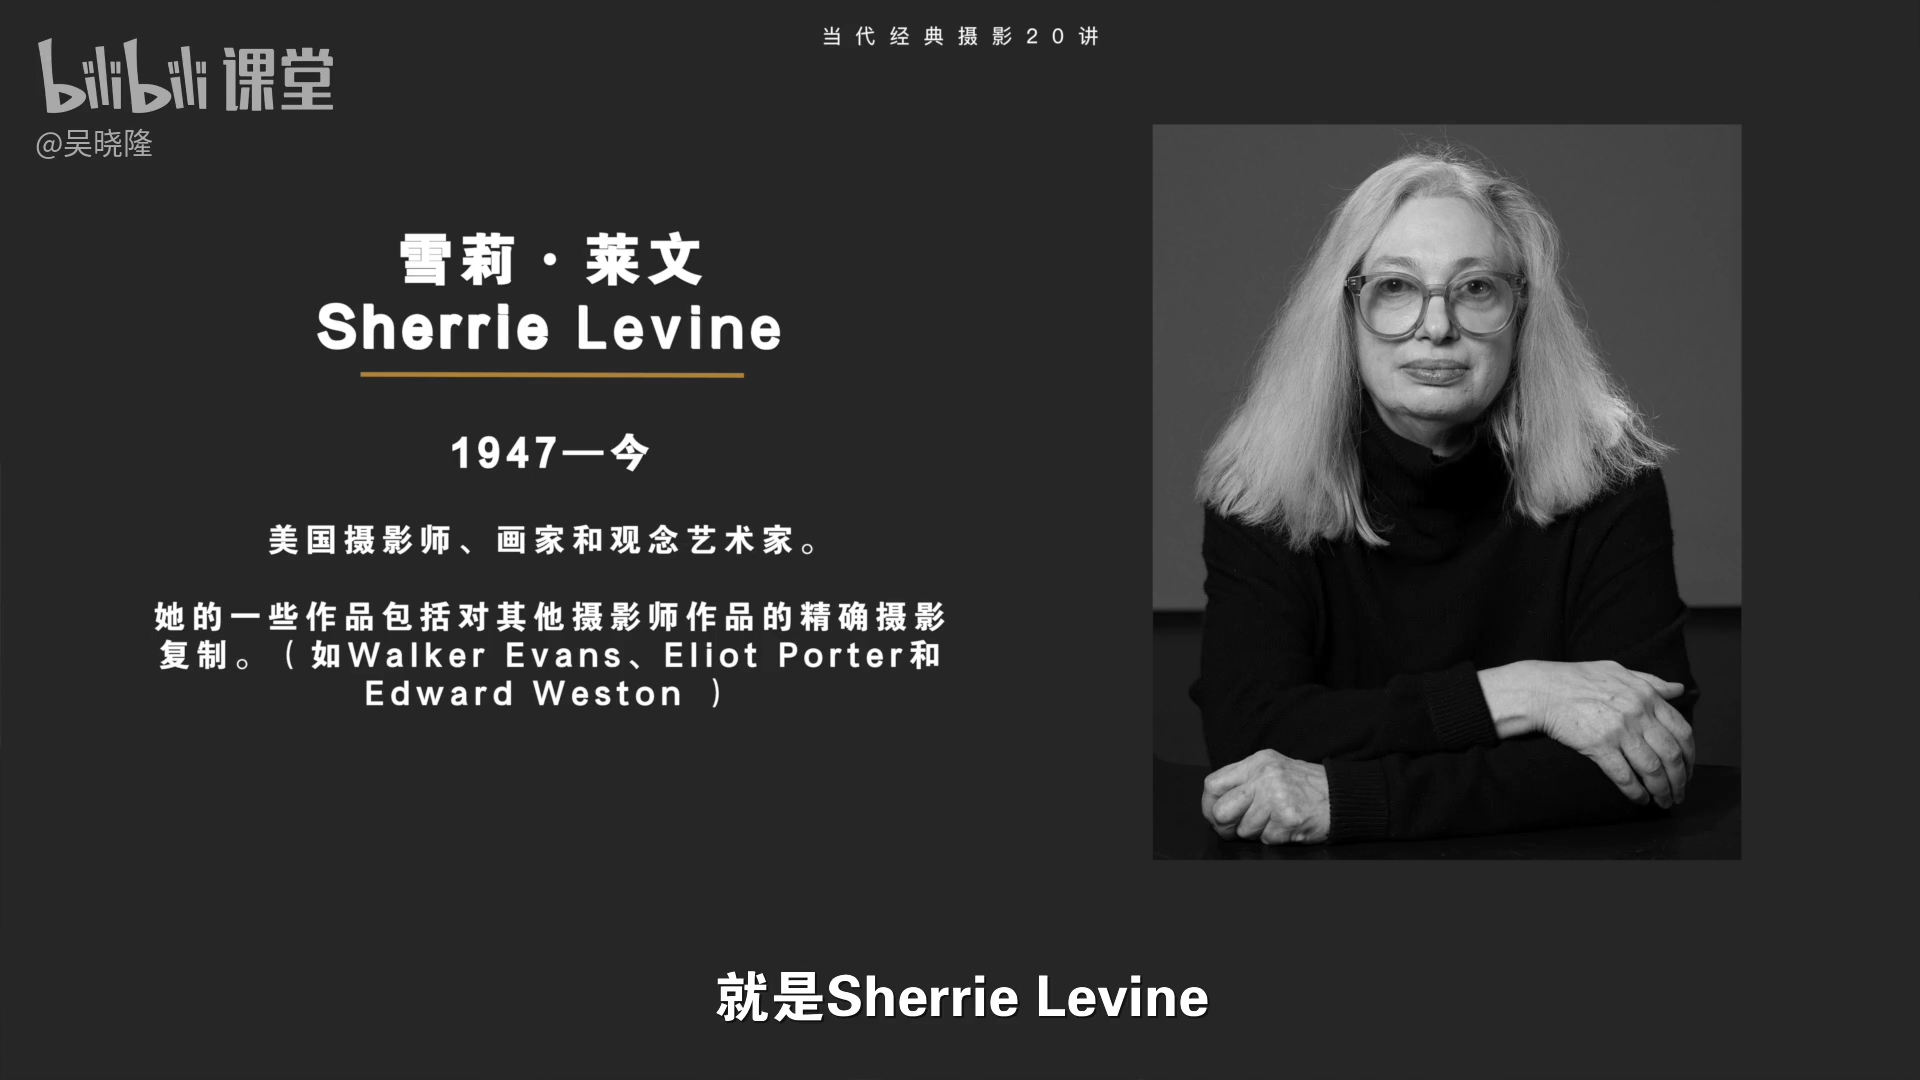 当代经典摄影20讲
bilibili课堂
@吴晓隆
雪莉·莱文
Sherrie Levine
1947—今
美国摄影师、画家和观念艺术家。
她的一些作品包括对其他摄影师作品的精确摄影
复制。（如Walker Evans、Eliot Porter和
Edward Weston ）
就是Sherrie Levine